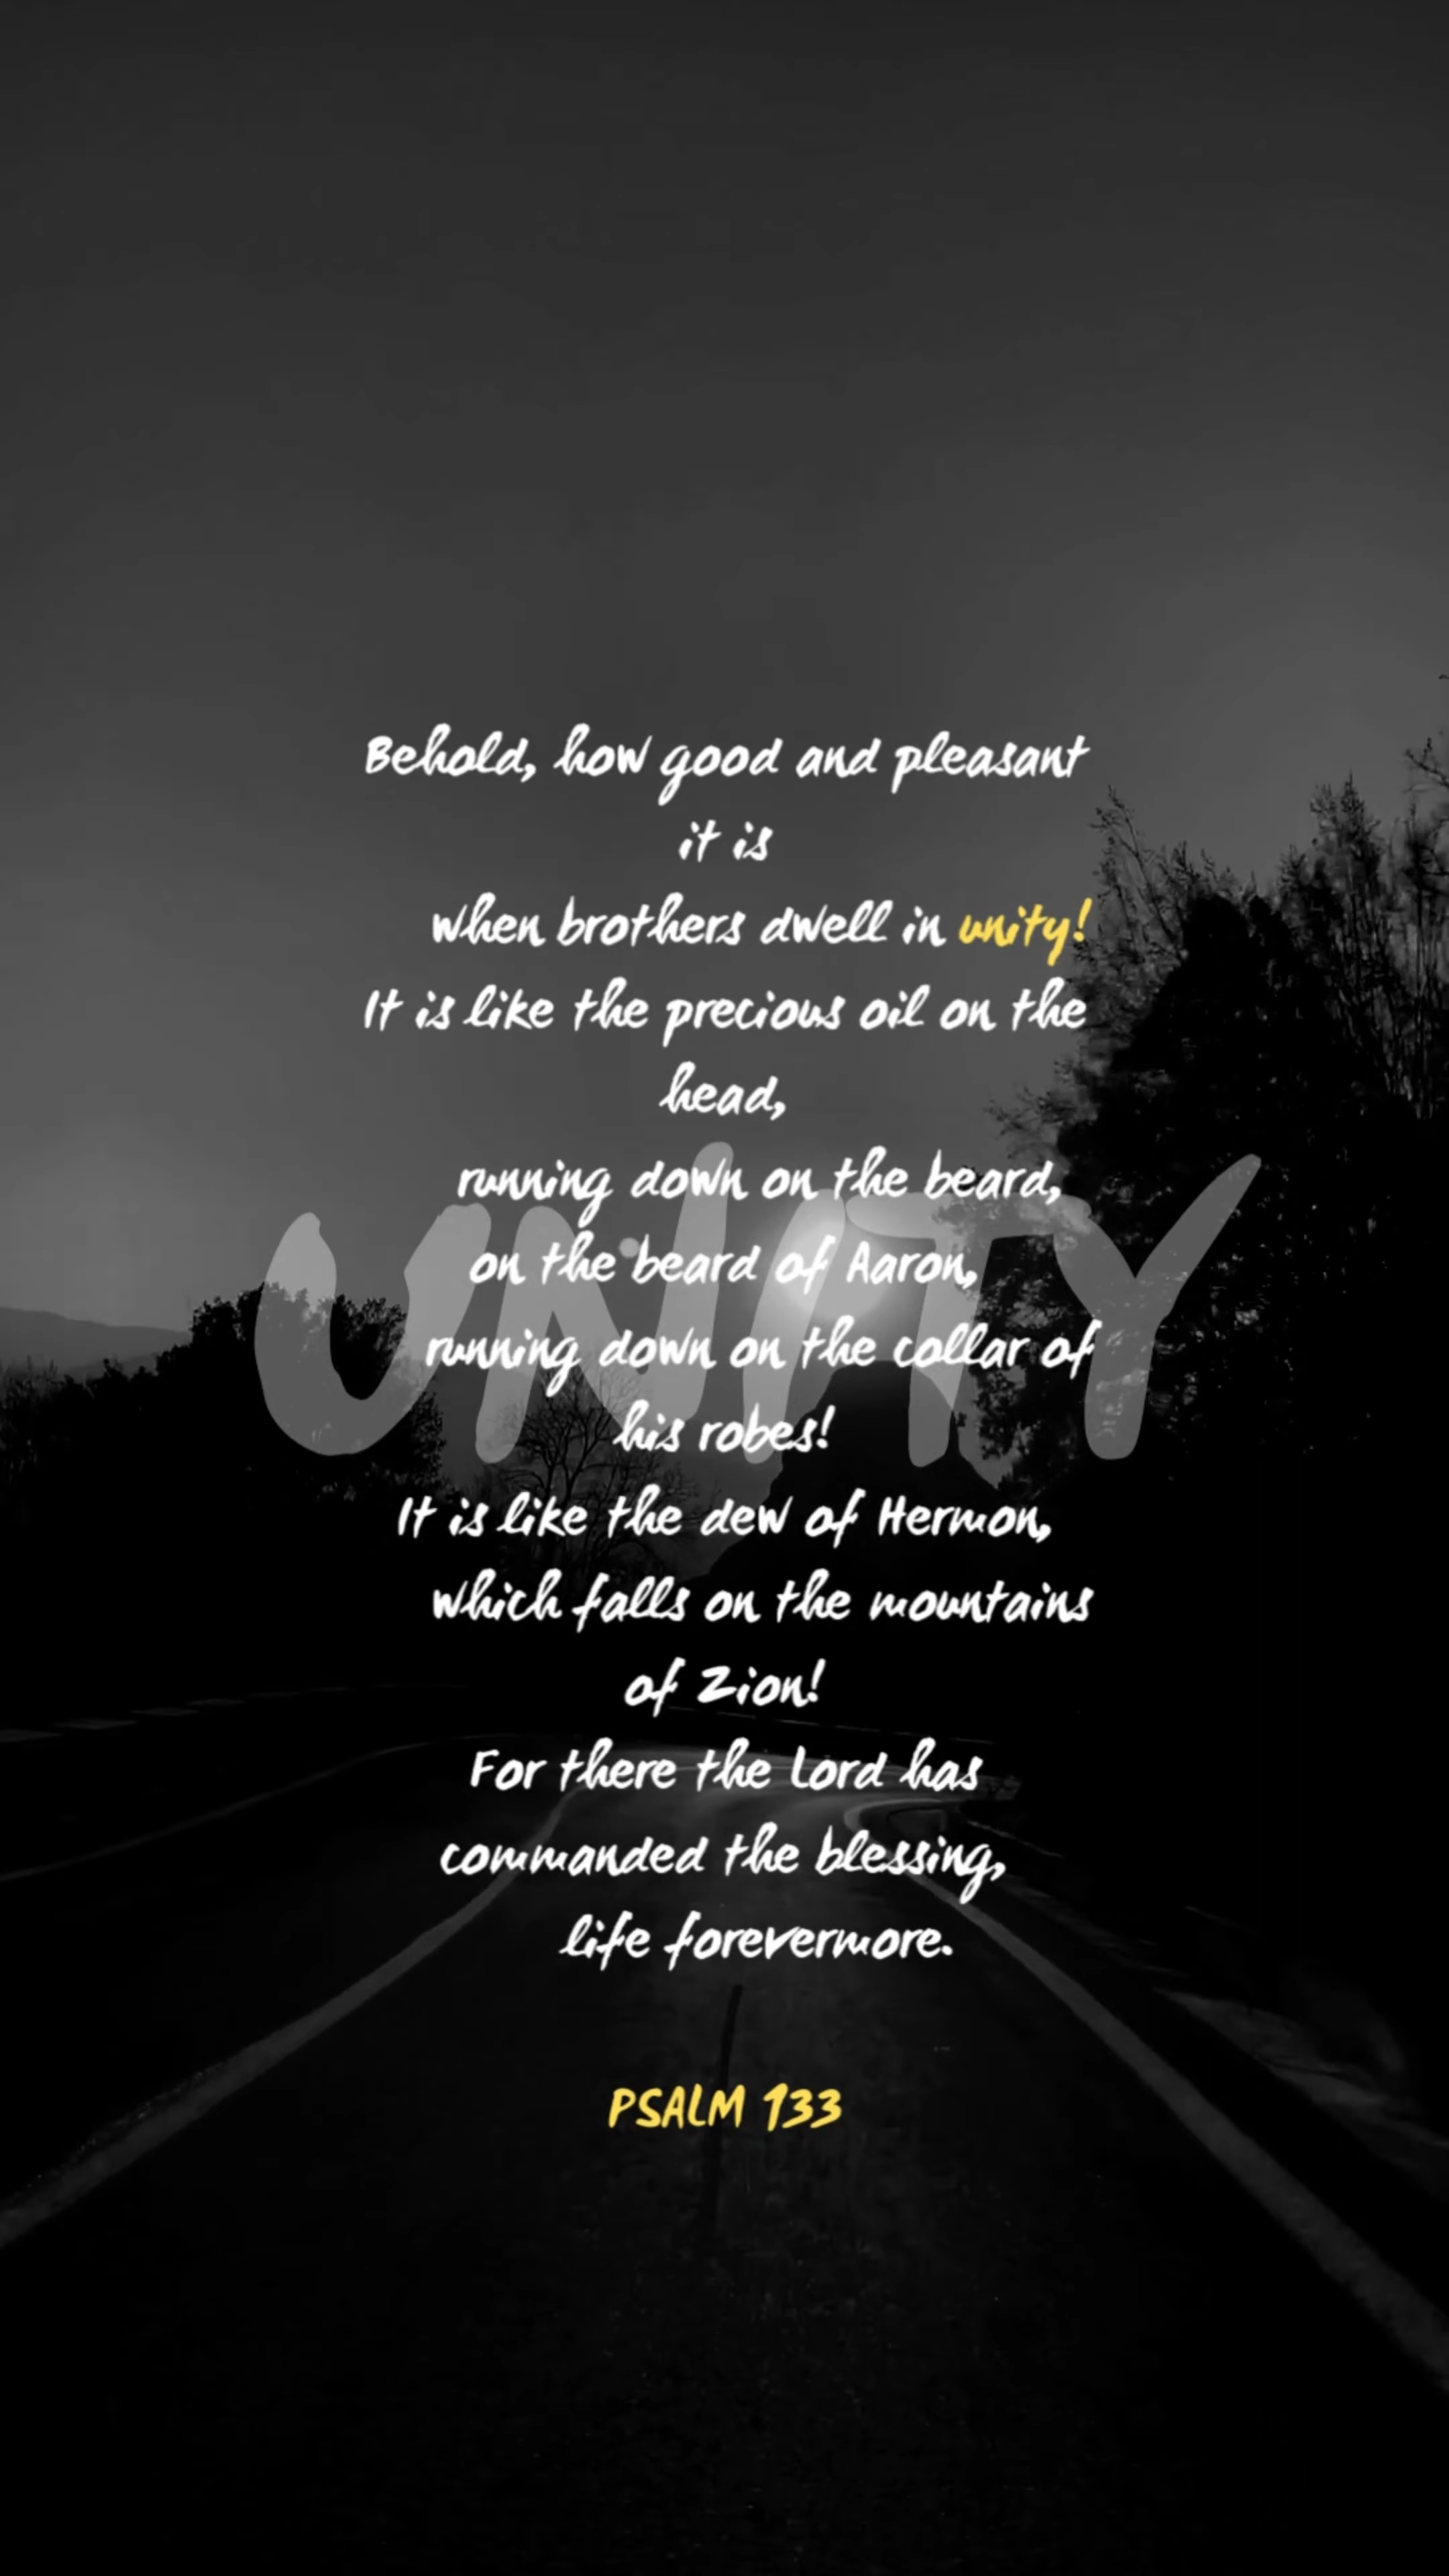 Behold, how good and pleasant
it is
when brothers dwell in unity!
It is like the precious oil on the
head,
running down on the beard,
on the beard of Aaron,
running down on the collar of
his robes!
It is like the dew of Hermon,
which falls on the mountains
of Zion!
For there the Lord has
commanded the blessing,
life forevermore.
PSALM 133
UNITY